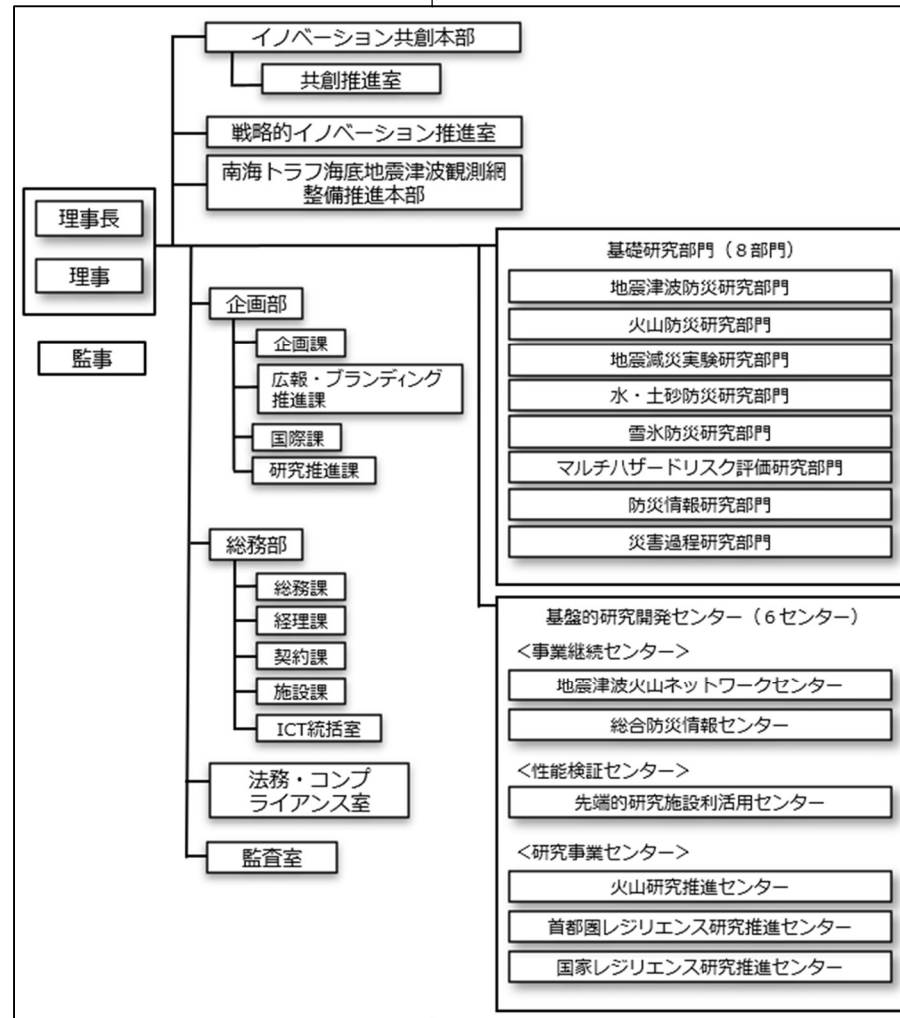 イノベーション共創本部
共創推進室
戦略的イノベーション推進室
南海トラフ海底地震津波観測網
整備推進本部
理事長
理事
監事
企画部
企画課
広報・ブランディング
推進課
国際課
研究推進課
総務部
総務課
経理課
契約課
施設課
ICT統括室
法務・コンプ
ライアンス室
監査室
基礎研究部門（８部門）
地震津波防災研究部門
火山防災研究部門
地震減災実験研究部門
水・土砂防災研究部門
雪氷防災研究部門
マルチハザードリスク評価研究部門
防災情報研究部門
災害過程研究部門
基盤的研究開発センター（６センター）
＜事業継続センター＞
地震津波火山ネットワークセンター
総合防災情報センター
＜性能検証センター＞
先端的研究施設利活用センター
＜研究事業センター＞
火山研究推進センター
首都圏レジリエンス研究推進センター
国家レジリエンス研究推進センター